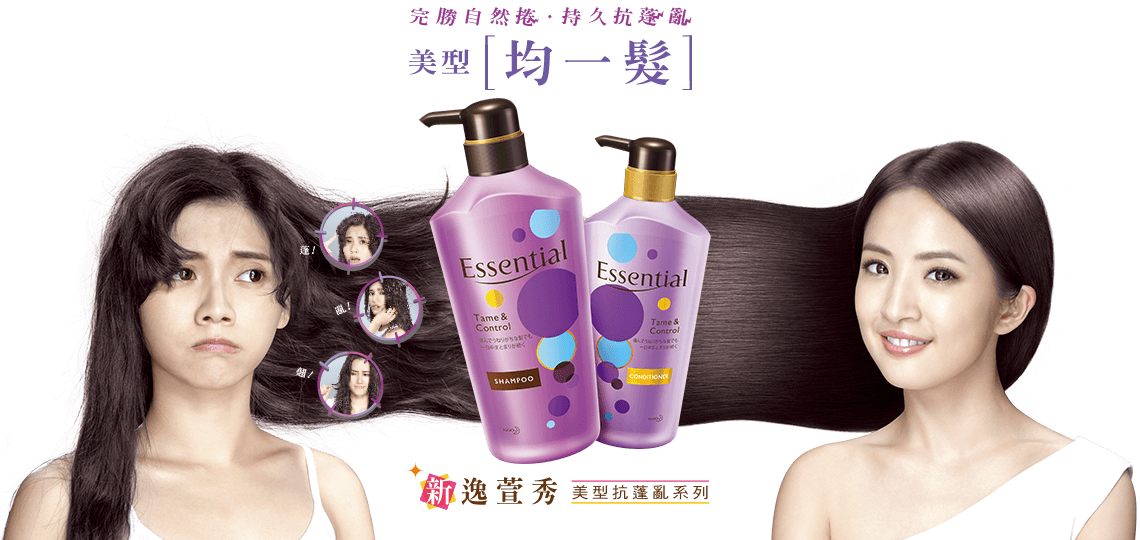 完勝自然捲·持久抗蓬亂
美型[均一髮]
蓬!
亂!
翹!
Essential
Tame &
Control
SHAMPOO
Essential
Tame &
Control
CONDITIONER
新 逸萱秀 美型抗蓬亂系列